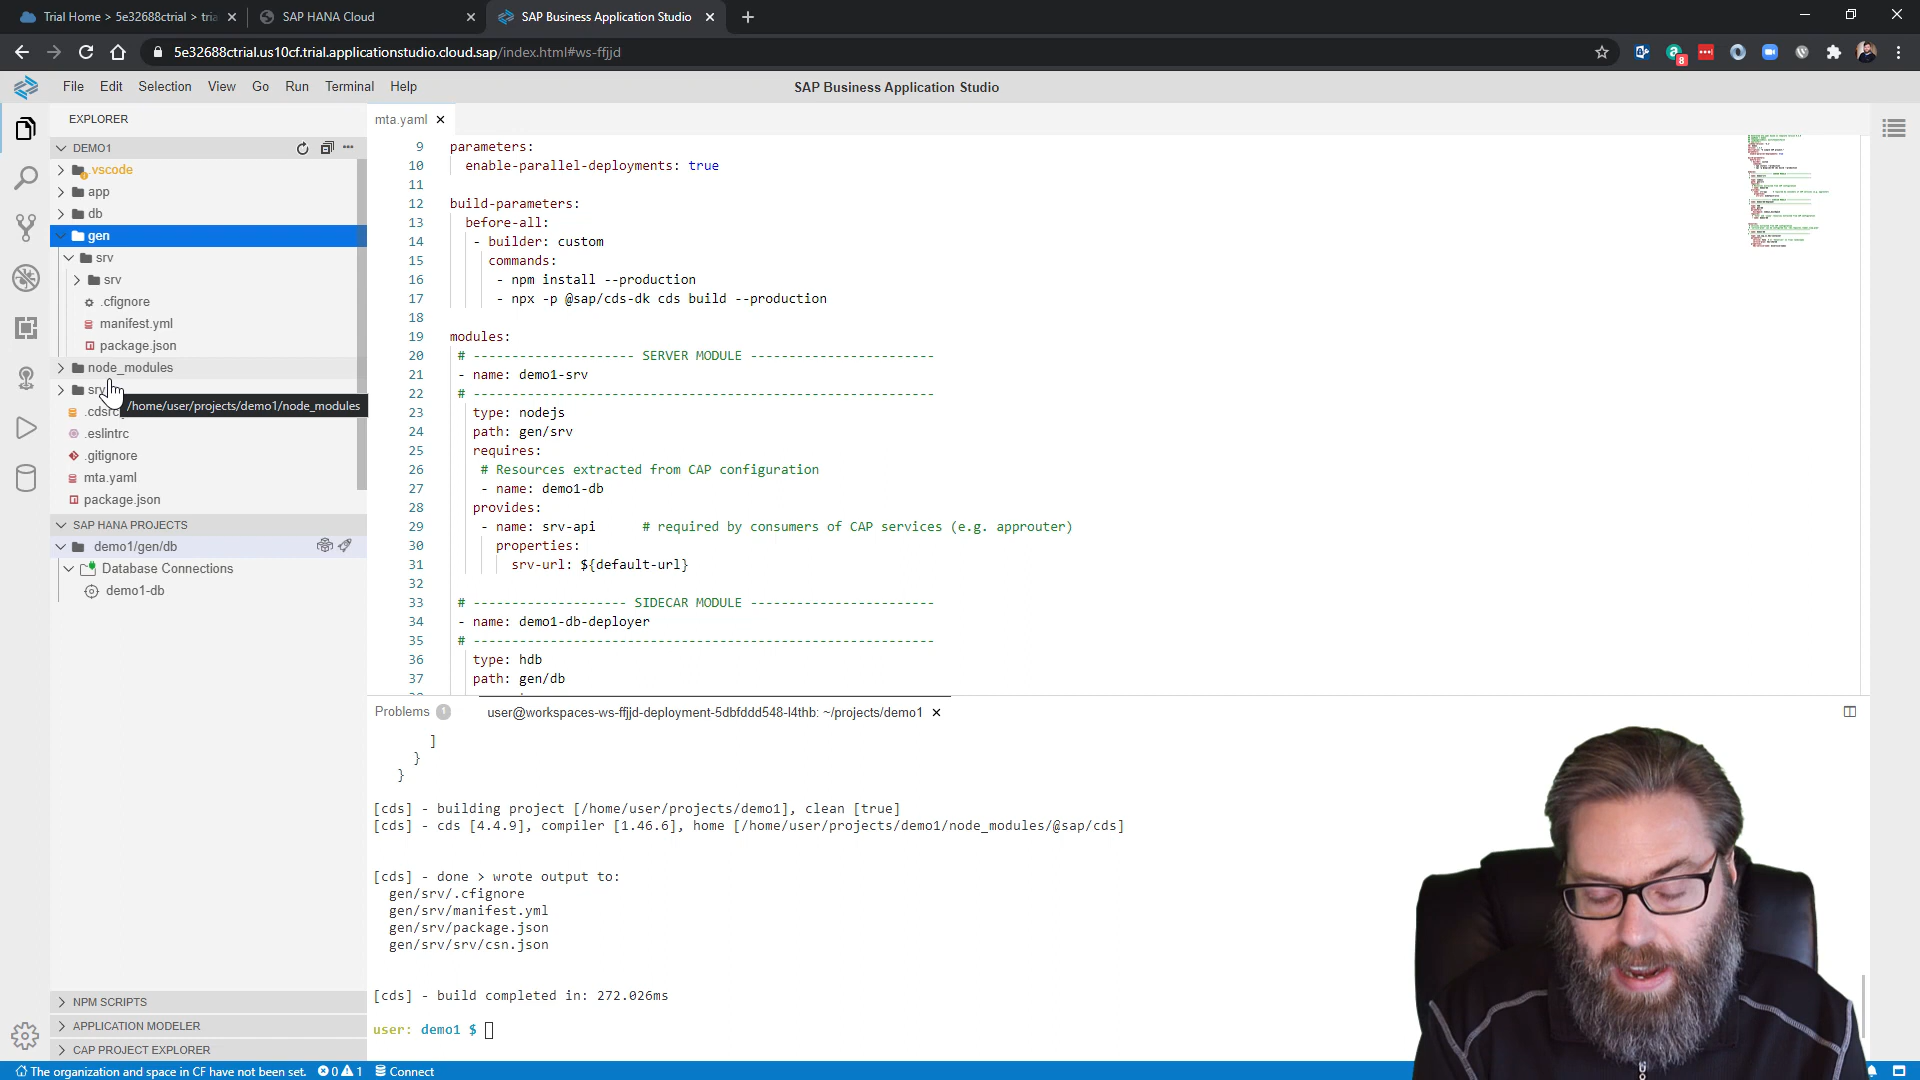 Trial Home > 5e32688ctrial > tria
SAP HANA Cloud
SAP Business Application Studio
5e32688ctrial.us10cf.trial.applicationstudio.cloud.sap/index.html#ws-ffjjd
8
File Edit Selection View Go Run Terminal Help
SAP Business Application Studio
EXPLORER
DEMO1
.vscode
app
db
gen
srv
srv
.cfignore
manifest.yml
package.json
node_modules
srv
/home/user/projects/demo1/node_modules
.cdsrc
.eslintrc
.gitignore
mta.yaml
package.json
SAP HANA PROJECTS
demo1/gen/db
Database Connections
demo1-db
NPM SCRIPTS
APPLICATION MODELER
CAP PROJECT EXPLORER
mta.yaml
9 parameters:
10 enable-parallel-deployments: true
11
12 build-parameters:
13 before-all:
14 - builder: custom
15 commands:
16 - npm install --production
17 - npx -p @sap/cds-dk cds build --production
18
19 modules:
20 # --------------------- SERVER MODULE ------------------------
21 - name: demo1-srv
22 # ------------------------------------------------------------
23 type: nodejs
24 path: gen/srv
25 requires:
26 # Resources extracted from CAP configuration
27 - name: demo1-db
28 provides:
29 - name: srv-api # required by consumers of CAP services (e.g. approuter)
30 properties:
31 srv-url: ${default-url}
32
33 # -------------------- SIDECAR MODULE ------------------------
34 - name: demo1-db-deployer
35 # ------------------------------------------------------------
36 type: hdb
37 path: gen/db
Problems 1
user@workspaces-ws-ffjjd-deployment-5dbfddd548-l4thb: ~/projects/demo1
]
}
}
[cds] - building project [/home/user/projects/demo1], clean [true]
[cds] - cds [4.4.9], compiler [1.46.6], home [/home/user/projects/demo1/node_modules/@sap/cds]
[cds] - done > wrote output to:
gen/srv/.cfignore
gen/srv/manifest.yml
gen/srv/package.json
gen/srv/srv/csn.json
[cds] - build completed in: 272.026ms
user: demo1 $
The organization and space in CF have not been set. 0 1 Connect